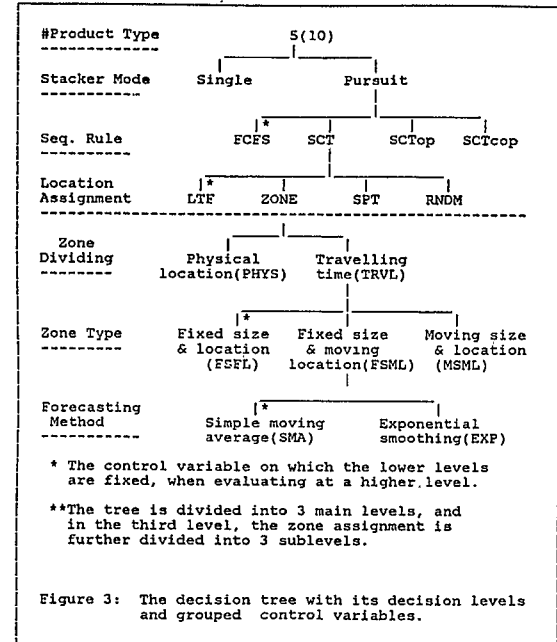 #Product Type 5(10)
Stacker Mode Single Pursuit
*
Seq. Rule FCFS SCT SCTop SCTcop
Location *
Assignment LTF ZONE SPT RNDM
Zone
Dividing Physical Travelling
location(PHYS) time(TRVL)
*
Zone Type Fixed size Fixed size Moving size
& location & moving & location
(FSFL) location(FSML) (MSML)
Forecasting *
Method Simple moving Exponential
average(SMA) smoothing(EXP)
* The control variable on which the lower levels
are fixed, when evaluating at a higher level.
**The tree is divided into 3 main levels, and
in the third level, the zone assignment is
further divided into 3 sublevels.
Figure 3: The decision tree with its decision levels
and grouped control variables.